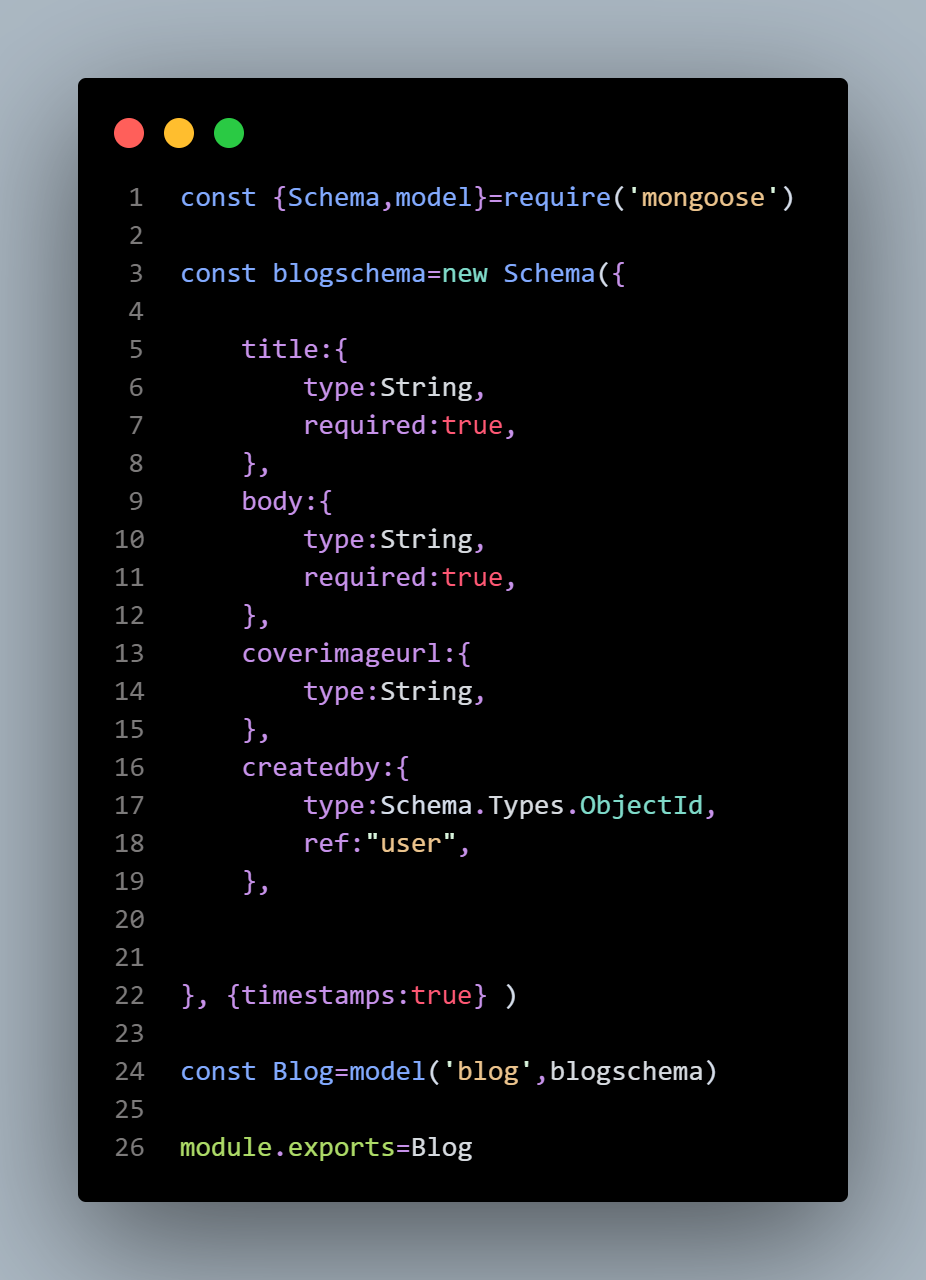 1 const {Schema,model}=require('mongoose')
2
3 const blogschema=new Schema({
4
5     title:{
6         type:String,
7         required:true,
8     },
9     body:{
10         type:String,
11         required:true,
12     },
13     coverimageurl:{
14         type:String,
15     },
16     createdby:{
17         type:Schema.Types.ObjectId,
18         ref:"user",
19     },
20
21
22 }, {timestamps:true} )
23
24 const Blog=model('blog',blogschema)
25
26 module.exports=Blog